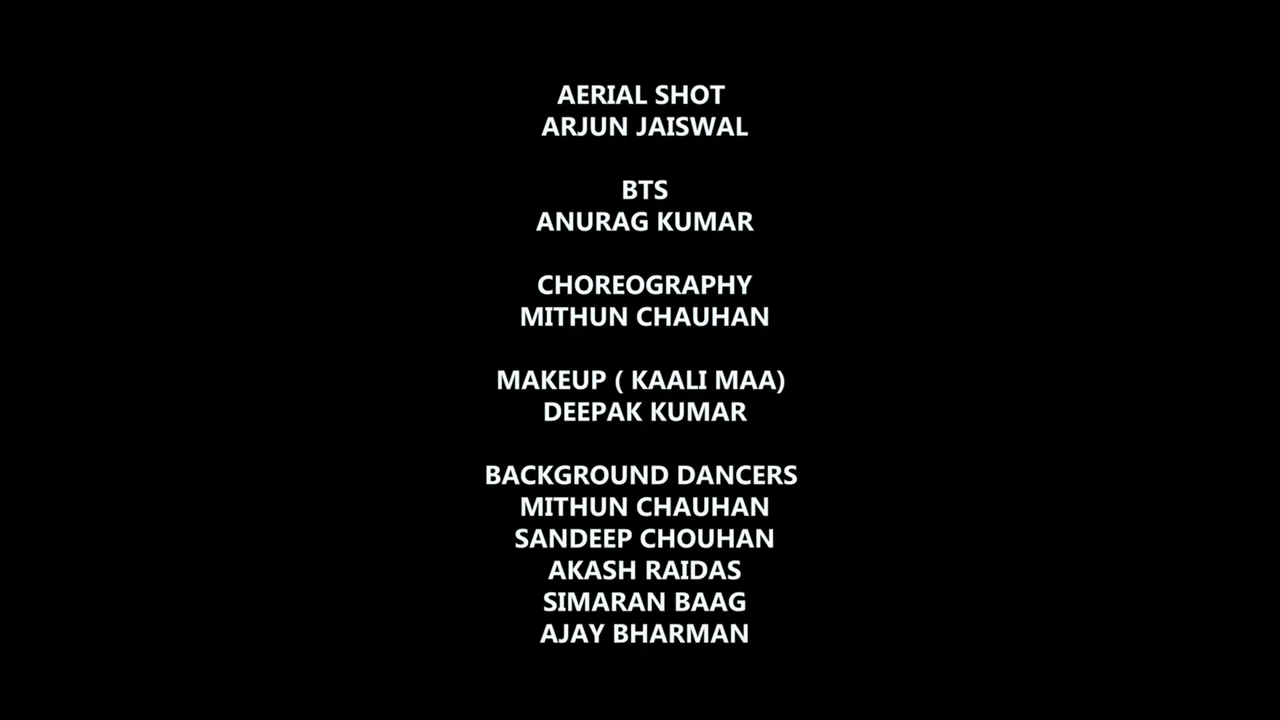 AERIAL SHOT
ARJUN JAISWAL
BTS
ANURAG KUMAR
CHOREOGRAPHY
MITHUN CHAUHAN
MAKEUP ( KAALI MAA)
DEEPAK KUMAR
BACKGROUND DANCERS
MITHUN CHAUHAN
SANDEEP CHOUHAN
AKASH RAIDAS
SIMARAN BAAG
AJAY BHARMAN